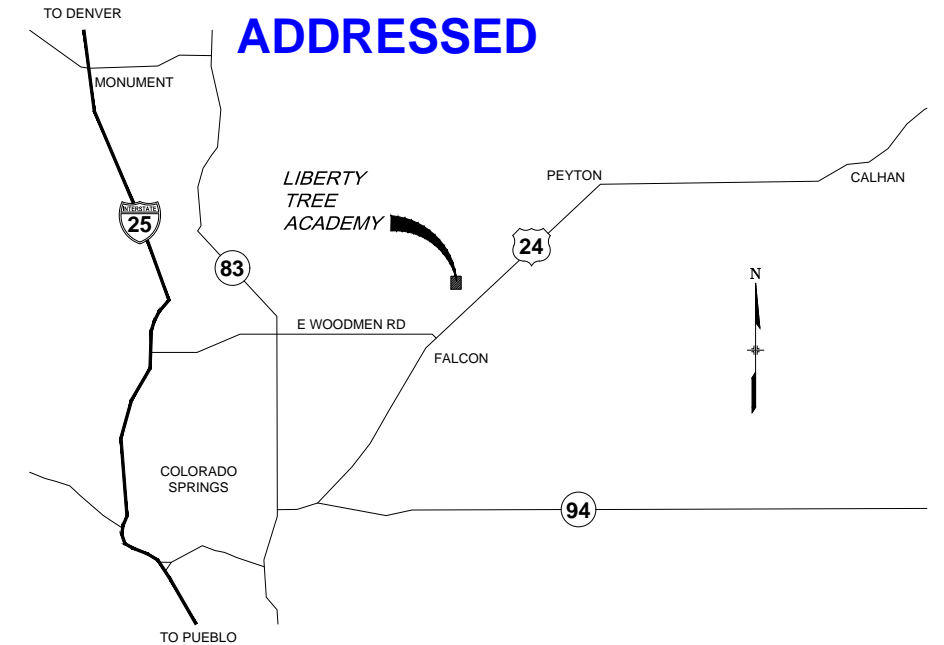 TO DENVER
ADDRESSED
MONUMENT
LIBERTY
TREE
ACADEMY
PEYTON
CALHAN
INTERSTATE
25
24
83
N
E WOODMEN RD
FALCON
COLORADO
SPRINGS
94
TO PUEBLO